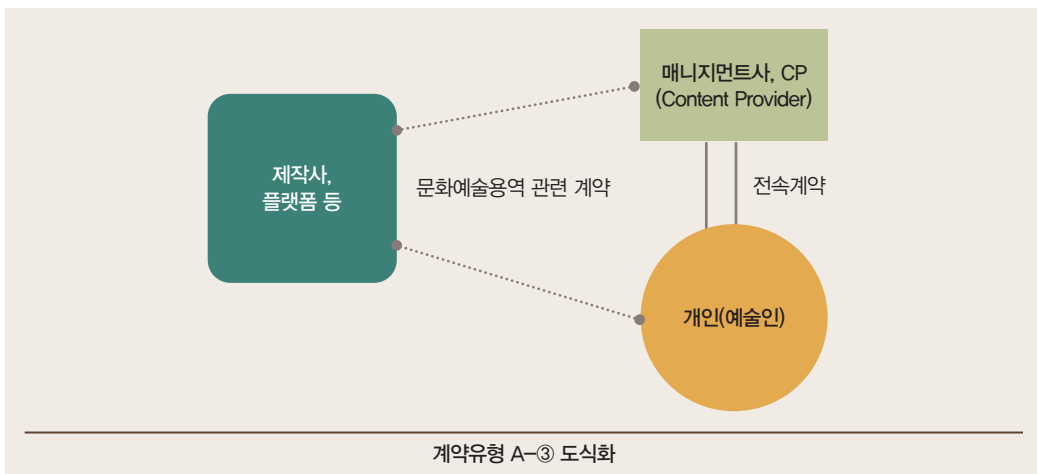 매니지먼트사, CP
(Content Provider)
제작사,
플랫폼 등
문화예술용역 관련 계약
전속계약
개인(예술인)
계약유형 A-③ 도식화